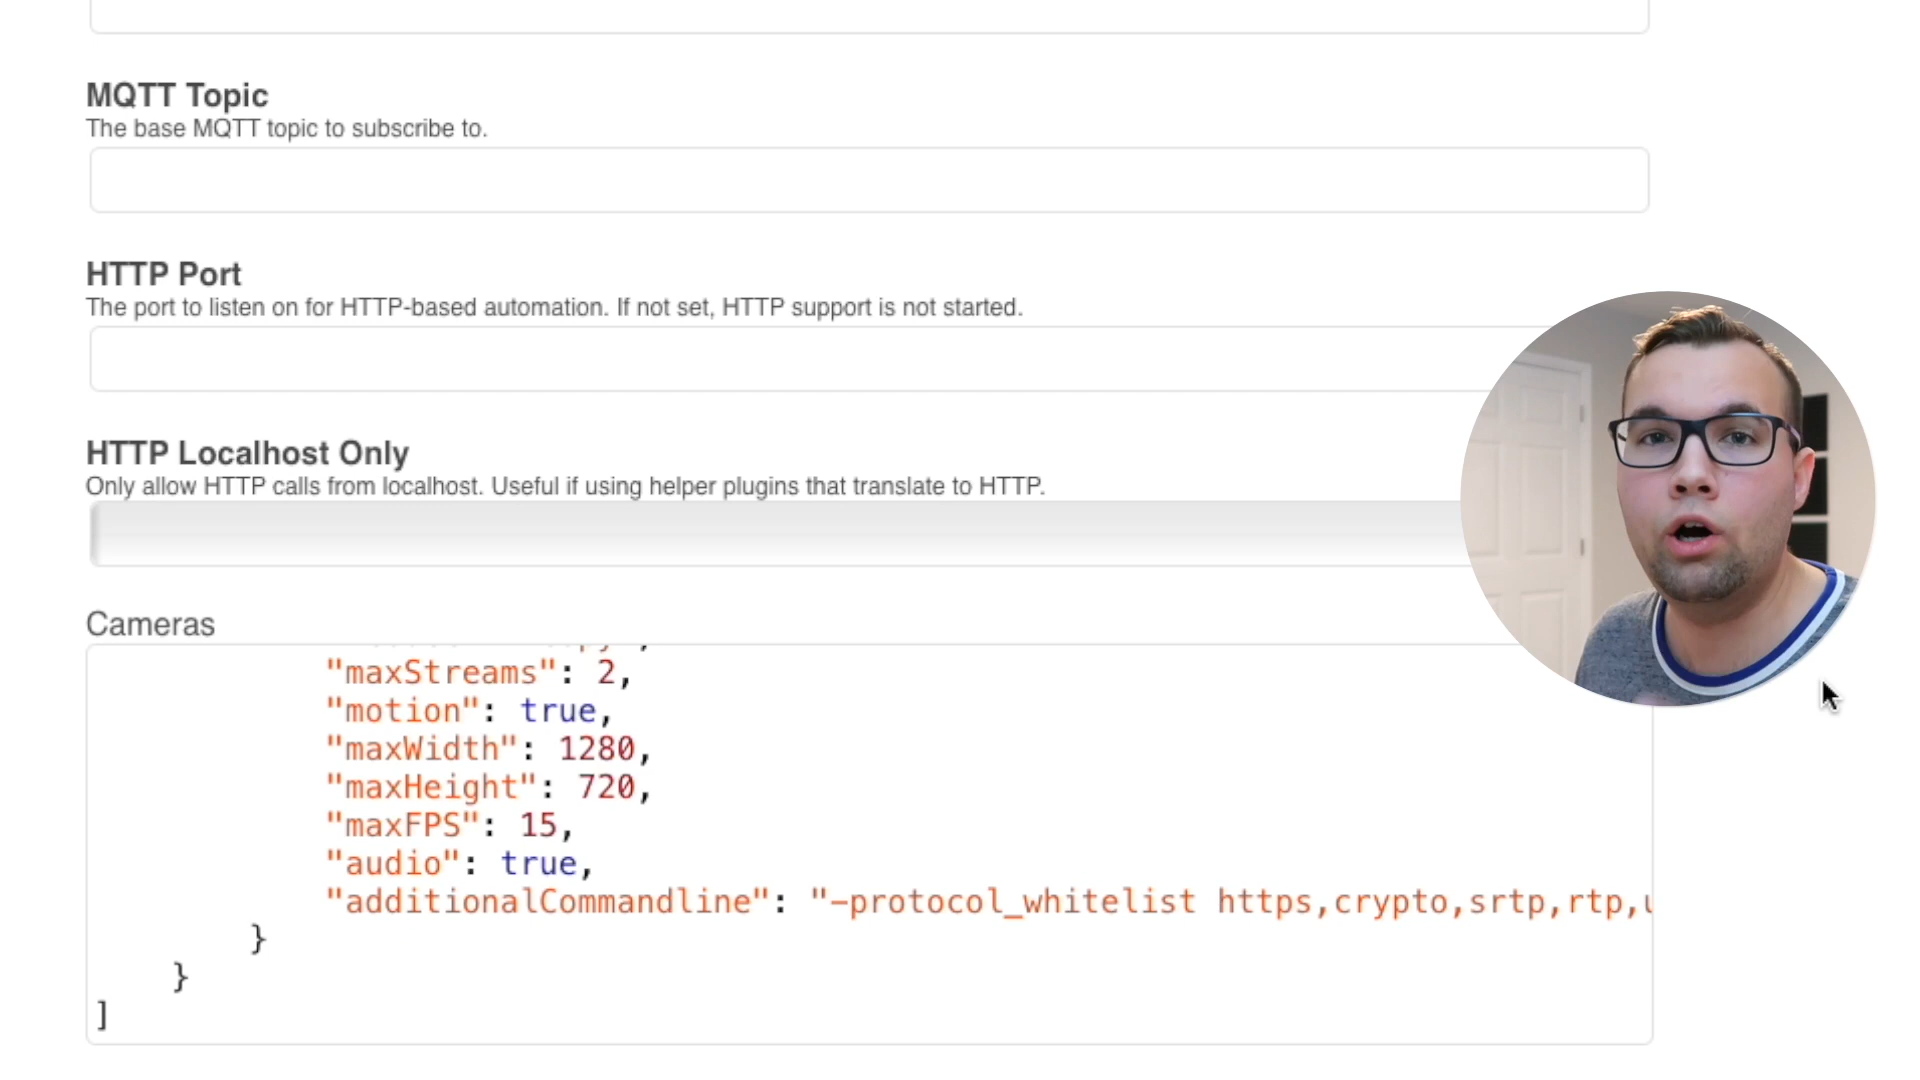 MQTT Topic
The base MQTT topic to subscribe to.
HTTP Port
The port to listen on for HTTP-based automation. If not set, HTTP support is not started.
HTTP Localhost Only
Only allow HTTP calls from localhost. Useful if using helper plugins that translate to HTTP.
Cameras
"maxStreams": 2,
"motion": true,
"maxWidth": 1280,
"maxHeight": 720,
"maxFPS": 15,
"audio": true,
"additionalCommandline": "-protocol_whitelist https,crypto,srtp,rtp,
}
}
]